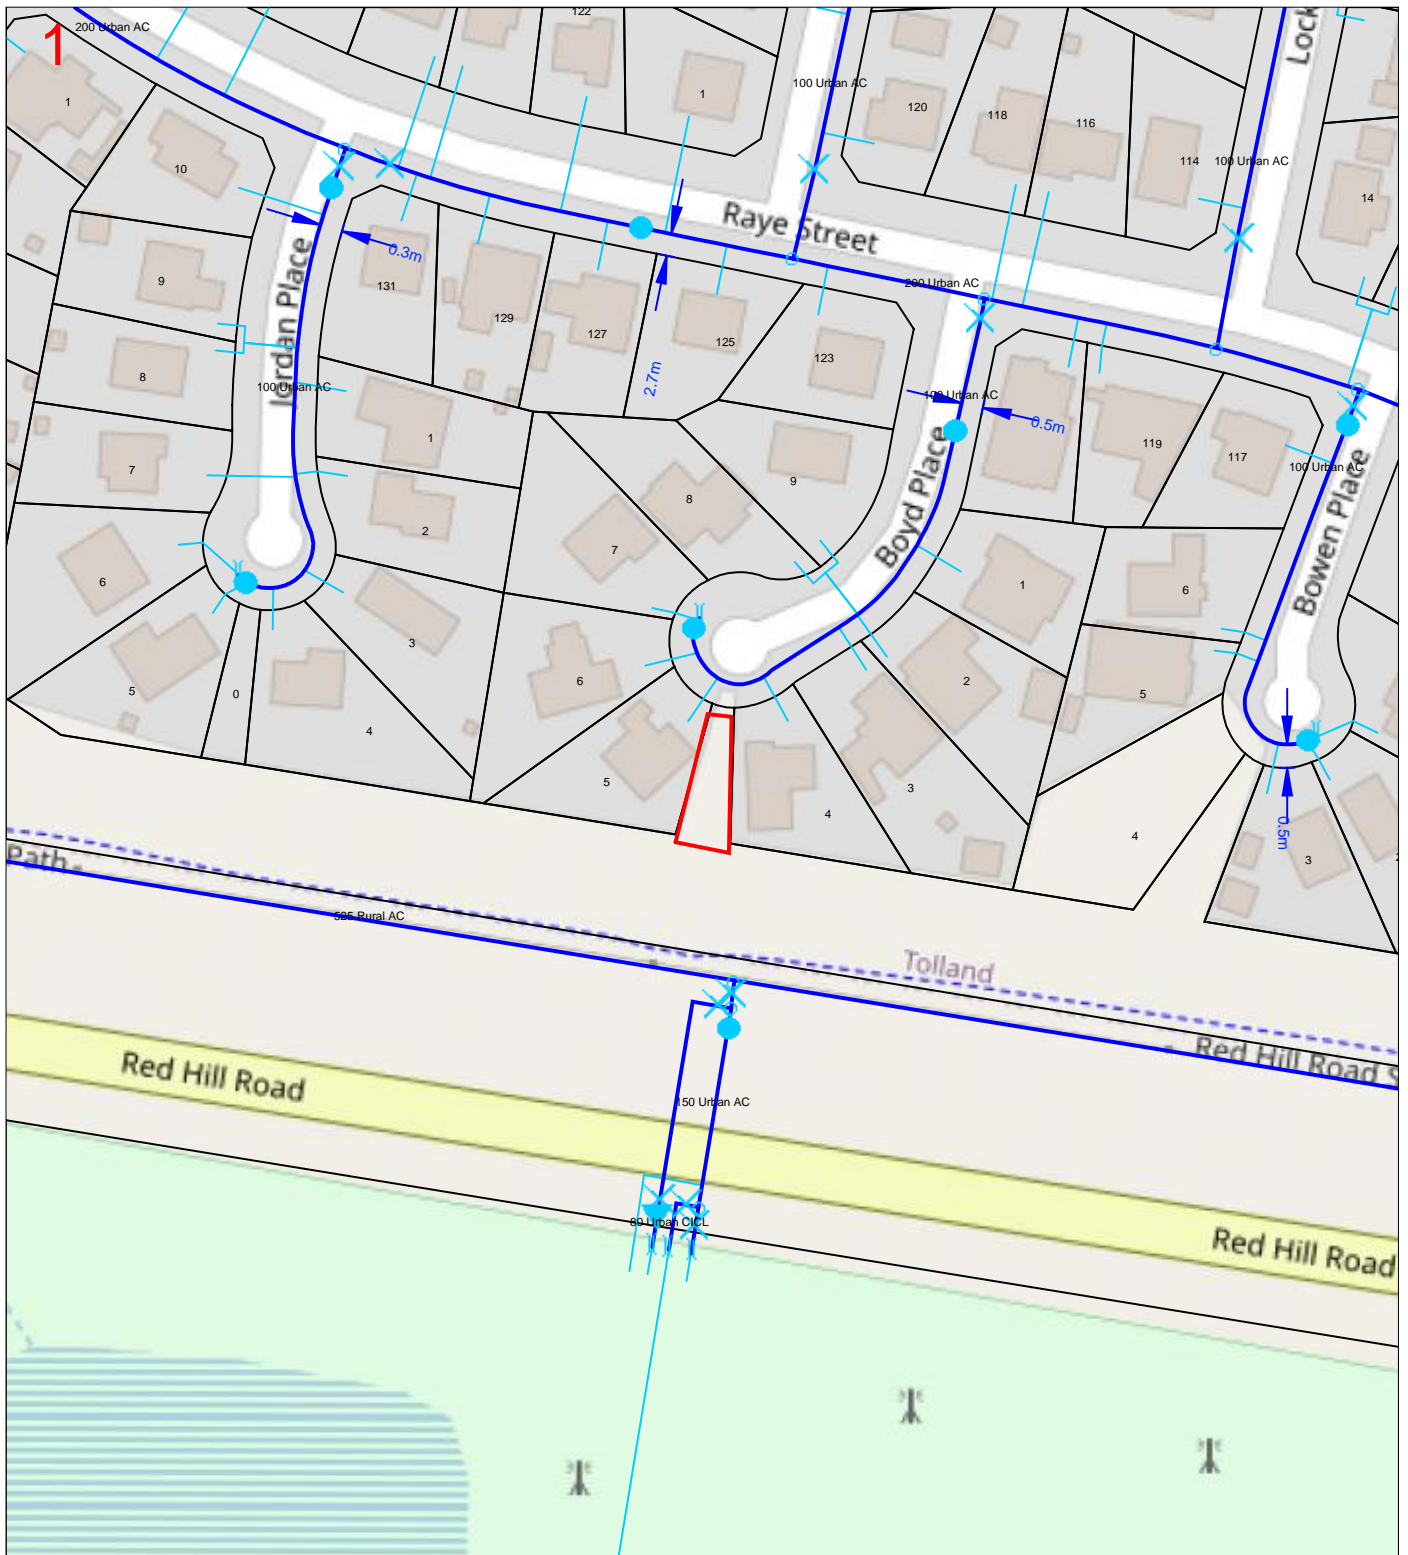 1
200 Urban AC
122
Lock
1
1
100 Urban AC
120
118
116
114
100 Urban AC
10
14
Raye Street
Jordan Place
0.3m
131
9
129
127
125
123
200 Urban AC
2.7m
8
100 Urban AC
100 Urban AC
0.5m
1
119
117
100 Urban AC
7
9
8
2
7
Boyd Place
Bowen Place
6
1
6
3
6
2
5
5
0
4
5
4
3
4
0.5m
3
Path
525 Rural AC
Tolland
Red Hill Road S
Red Hill Road
150 Urban AC
80 Urban CICL
Red Hill Road